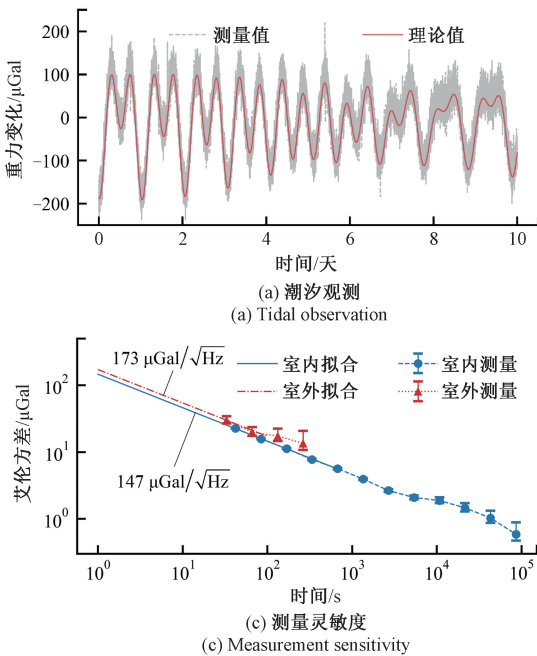 测量值 理论值
重力变化/μGal
200
100
0
−100
−200
0 2 4 6 8 10
时间/天
(a) 潮汐观测
(a) Tidal observation
173 μGal/√Hz
147 μGal/√Hz
室内拟合 室内测量
室外拟合 室外测量
艾伦方差/μGal
10²
10¹
10⁰
10⁰ 10¹ 10² 10³ 10⁴ 10⁵
时间/s
(c) 测量灵敏度
(c) Measurement sensitivity